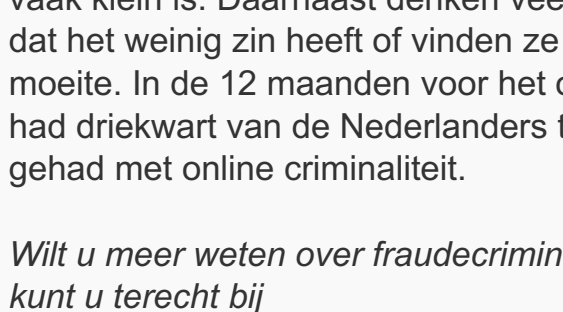 vaak klein is. Daarnaast denken vee
dat het weinig zin heeft of vinden ze
moeite. In de 12 maanden voor het
had driekwart van de Nederlanders t
gehad met online criminaliteit.
Wilt u meer weten over fraudecrimin
kunt u terecht bij